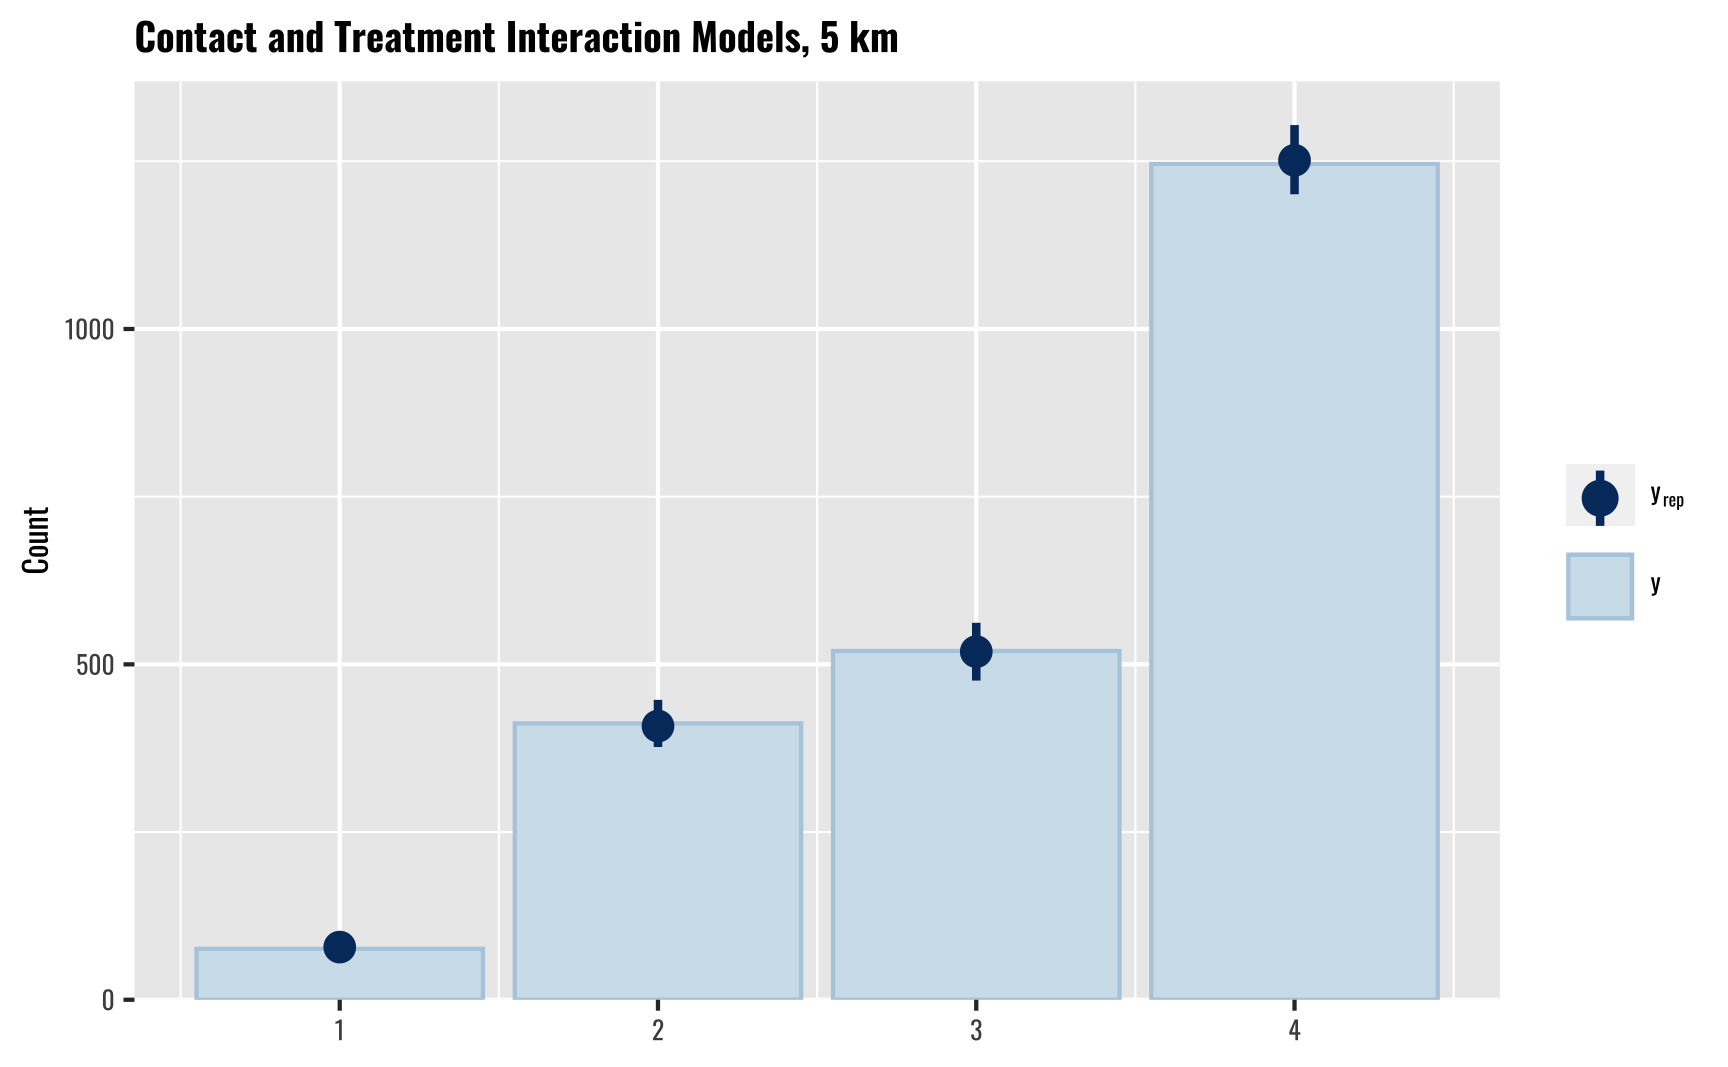 Contact and Treatment Interaction Models, 5 km
Count
1000
500
0
1 2 3 4
y rep
y